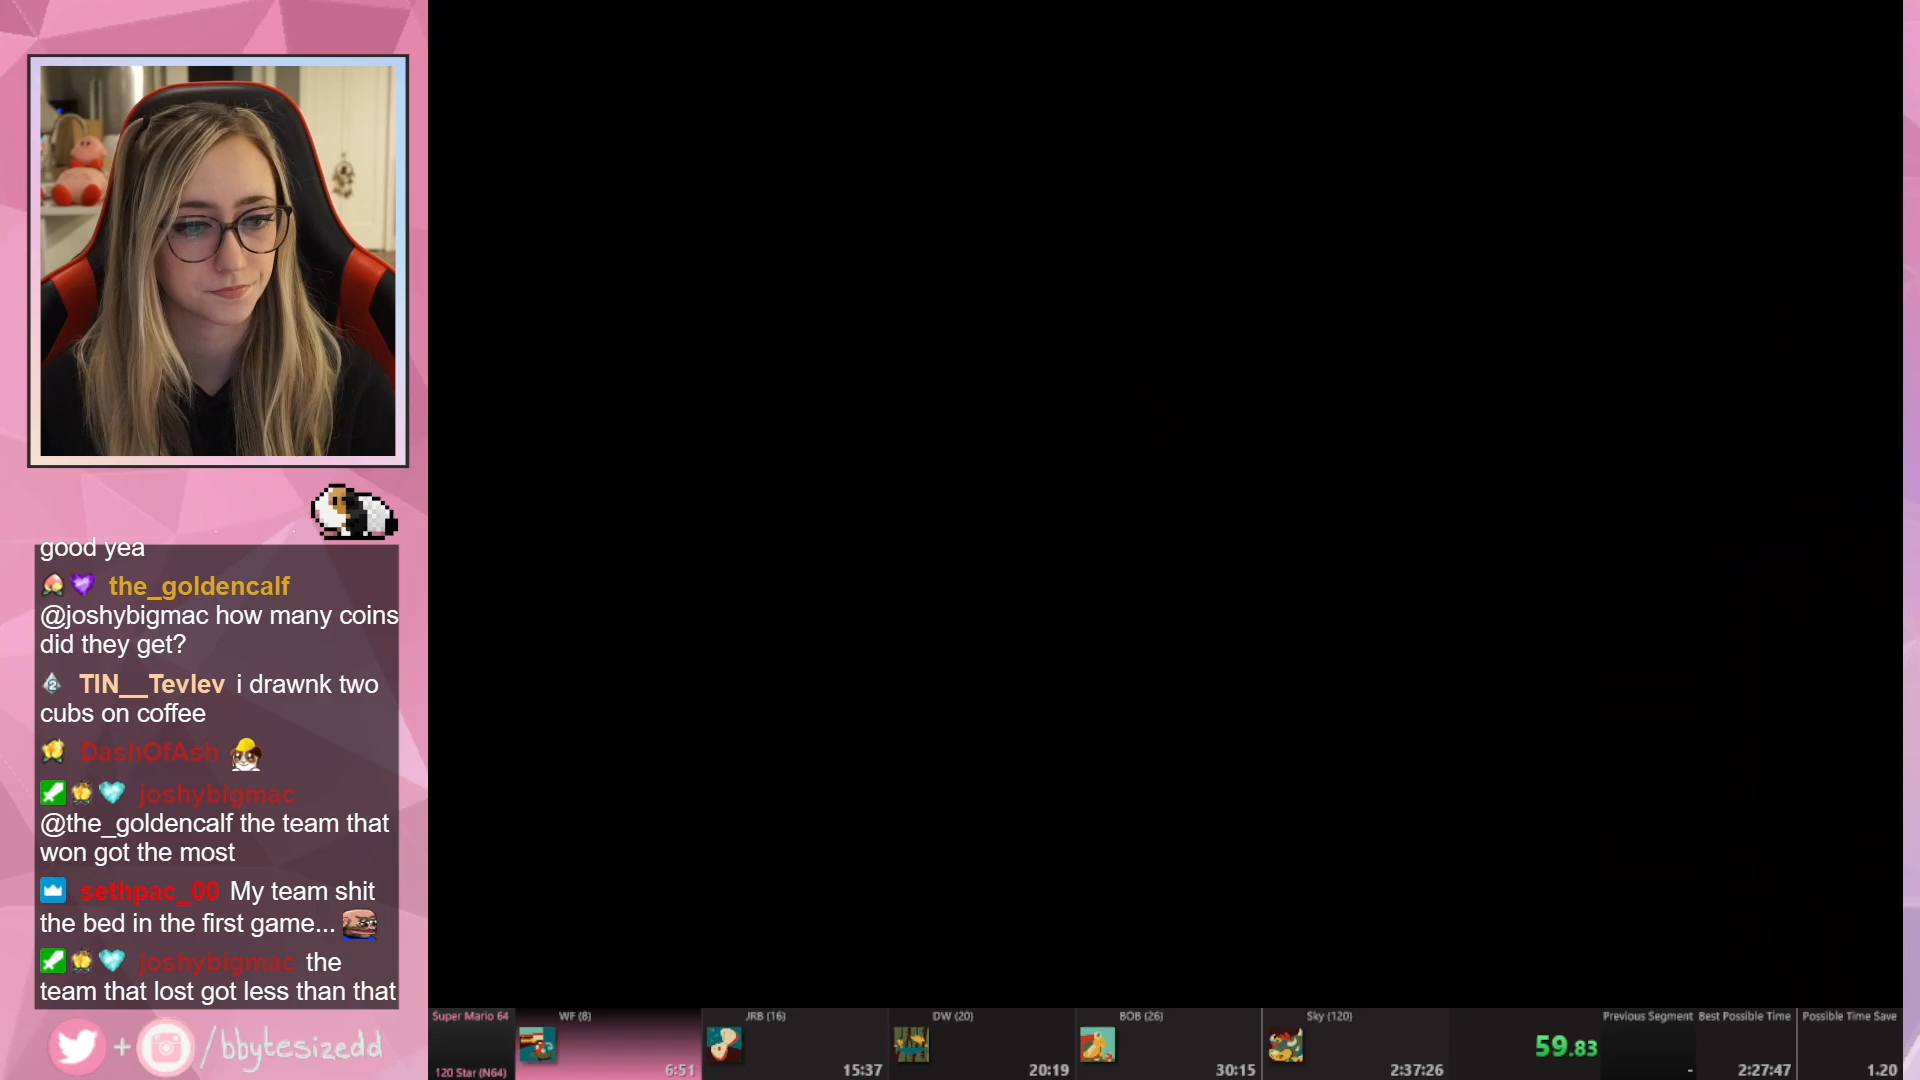 good yea
the_goldencalf
@joshybigmac how many coins
did they get?
TIN__Tevlev i drawnk two
cubs on coffee
DashOfAsh
joshybigmac
@the_goldencalf the team that
won got the most
sethpac_00 My team shit
the bed in the first game...
joshybigmac the
team that lost got less than that
/bbytesizedd
Super Mario 64
120 Star (N64)
WF (8)
6:51
JRB (16)
15:37
DW (20)
20:19
BOB (26)
30:15
Sky (120)
2:37:26
59.83
Previous Segment
-
Best Possible Time
2:27:47
Possible Time Save
1.20